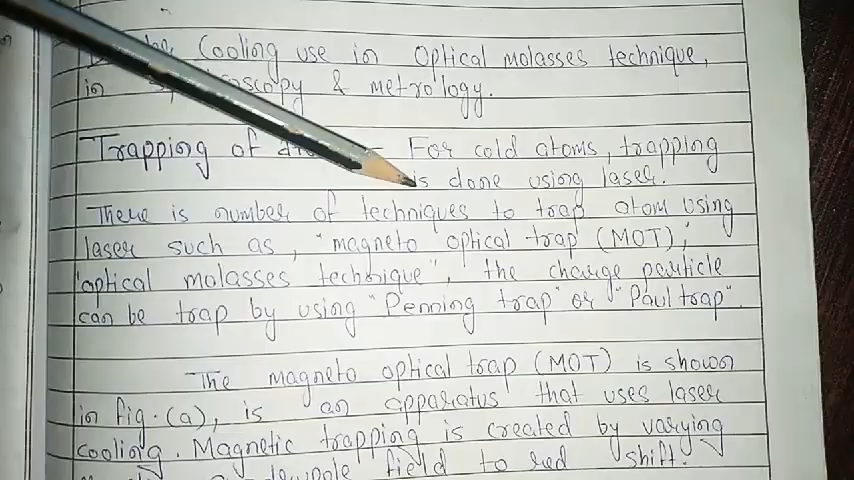 Cooling use in optical molasses technique,
in & metrology.
Trapping of - For cold atoms, trapping
is done using laser.
There is number of techniques to trap atom using
laser such as, "magneto optical trap (MOT),"
"optical molasses technique", the charge particle
can be trap by using "Penning trap" or "Paul trap".
The magneto optical trap (MOT) is shown
in fig.(a), is an apparatus that uses laser
cooling. Magnetic trapping is created by varying
field to red shift.